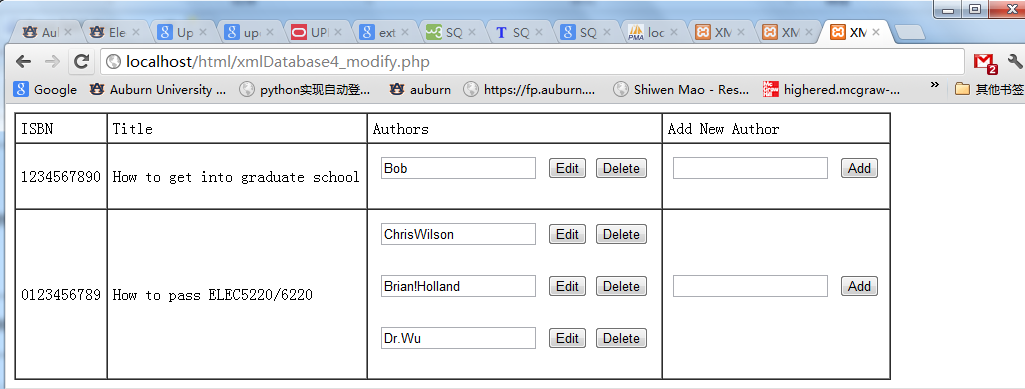 Aul
Ele
Up
up
UPI
ext
SQ
SQ
SQ
loc
XM
XM
XM
localhost/html/xmlDatabase4_modify.php
2
Google
Auburn University ...
python实现自动登...
auburn
https://fp.auburn....
Shiwen Mao - Res...
highered.mcgraw-...
»
其他书签
ISBN Title Authors Add New Author
1234567890 How to get into graduate school Bob Edit Delete Add
ChrisWilson Edit Delete
0123456789 How to pass ELEC5220/6220 Brian!Holland Edit Delete Add
Dr.Wu Edit Delete